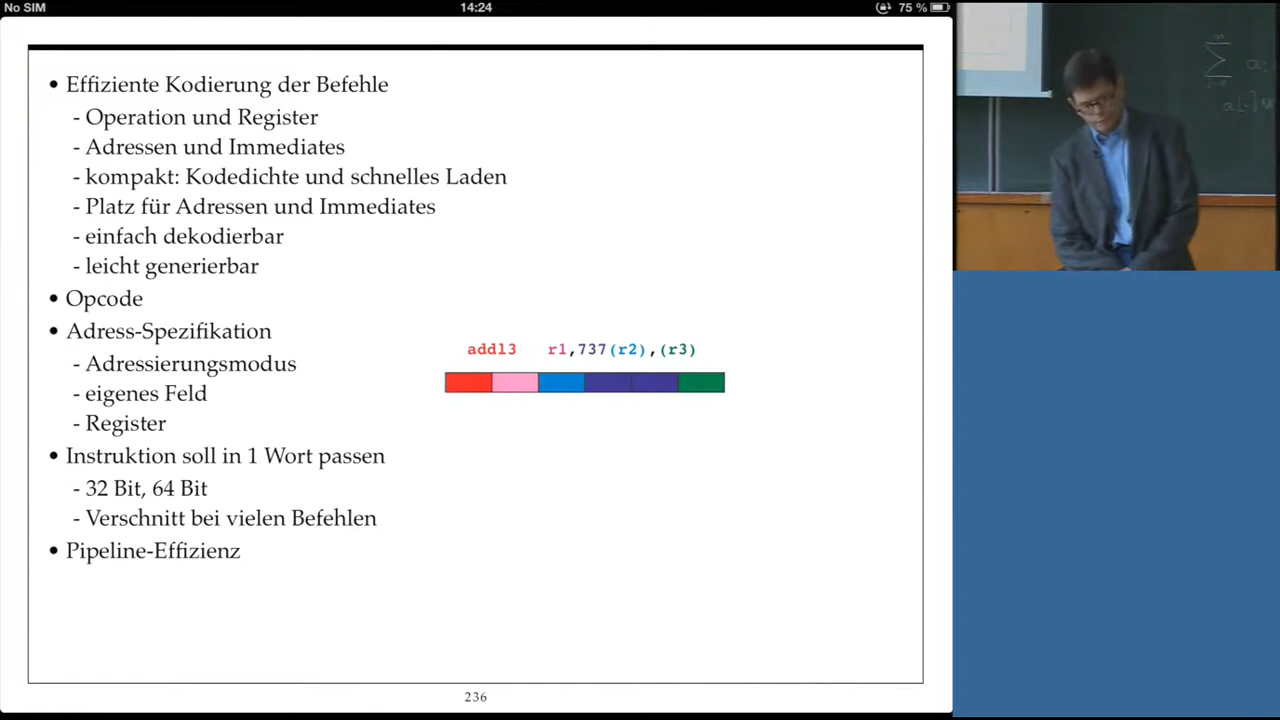 No SIM 14:24 75 %
• Effiziente Kodierung der Befehle
- Operation und Register
- Adressen und Immediates
- kompakt: Kodedichte und schnelles Laden
- Platz für Adressen und Immediates
- einfach dekodierbar
- leicht generierbar
• Opcode
• Adress-Spezifikation
- Adressierungsmodus
- eigenes Feld
- Register
addl3 r1,737(r2),(r3)
• Instruktion soll in 1 Wort passen
- 32 Bit, 64 Bit
- Verschnitt bei vielen Befehlen
• Pipeline-Effizienz
236